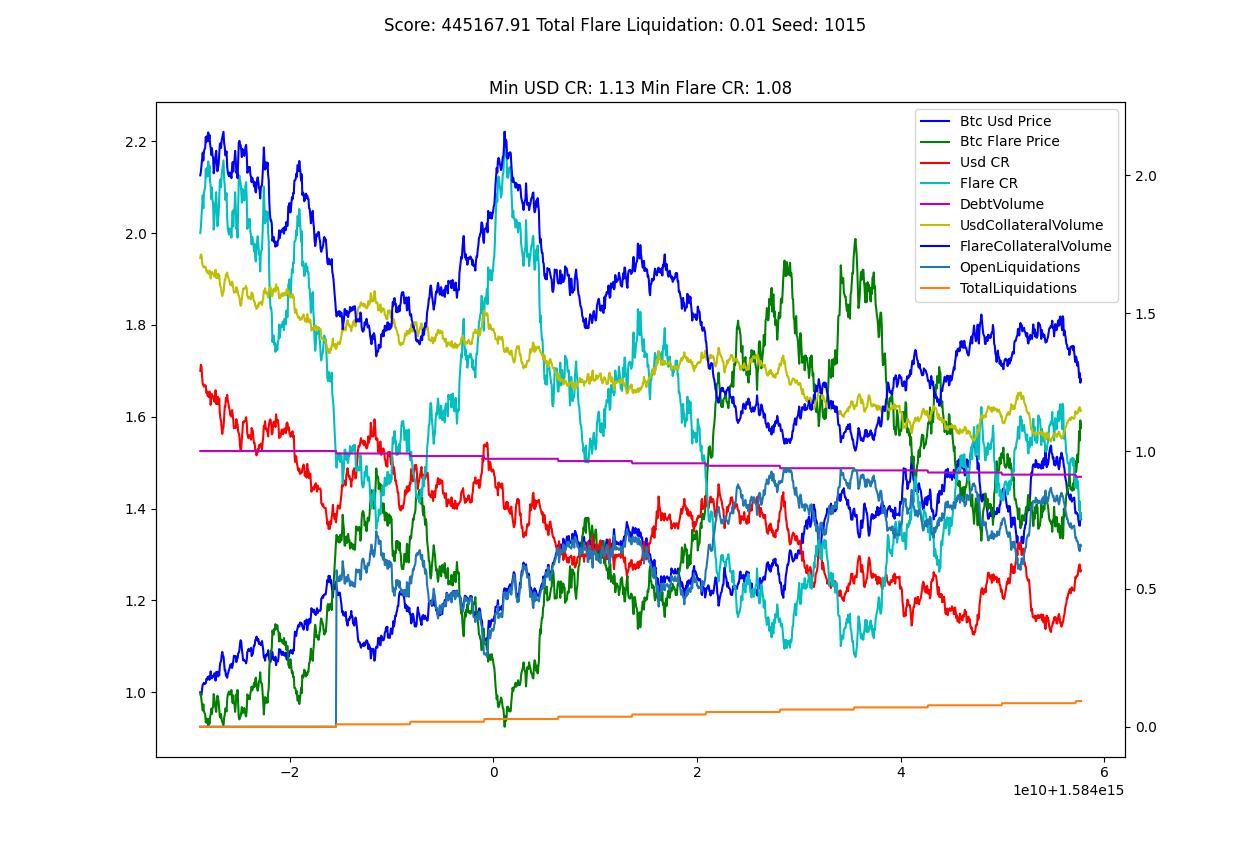 Score: 445167.91 Total Flare Liquidation: 0.01 Seed: 1015
Min USD CR: 1.13 Min Flare CR: 1.08
Btc Usd Price
Btc Flare Price
Usd CR
Flare CR
DebtVolume
UsdCollateralVolume
FlareCollateralVolume
OpenLiquidations
TotalLiquidations
2.2
2.0
1.8
1.6
1.4
1.2
1.0
2.0
1.5
1.0
0.5
0.0
−2
0
2
4
6
1e10+1.584e15